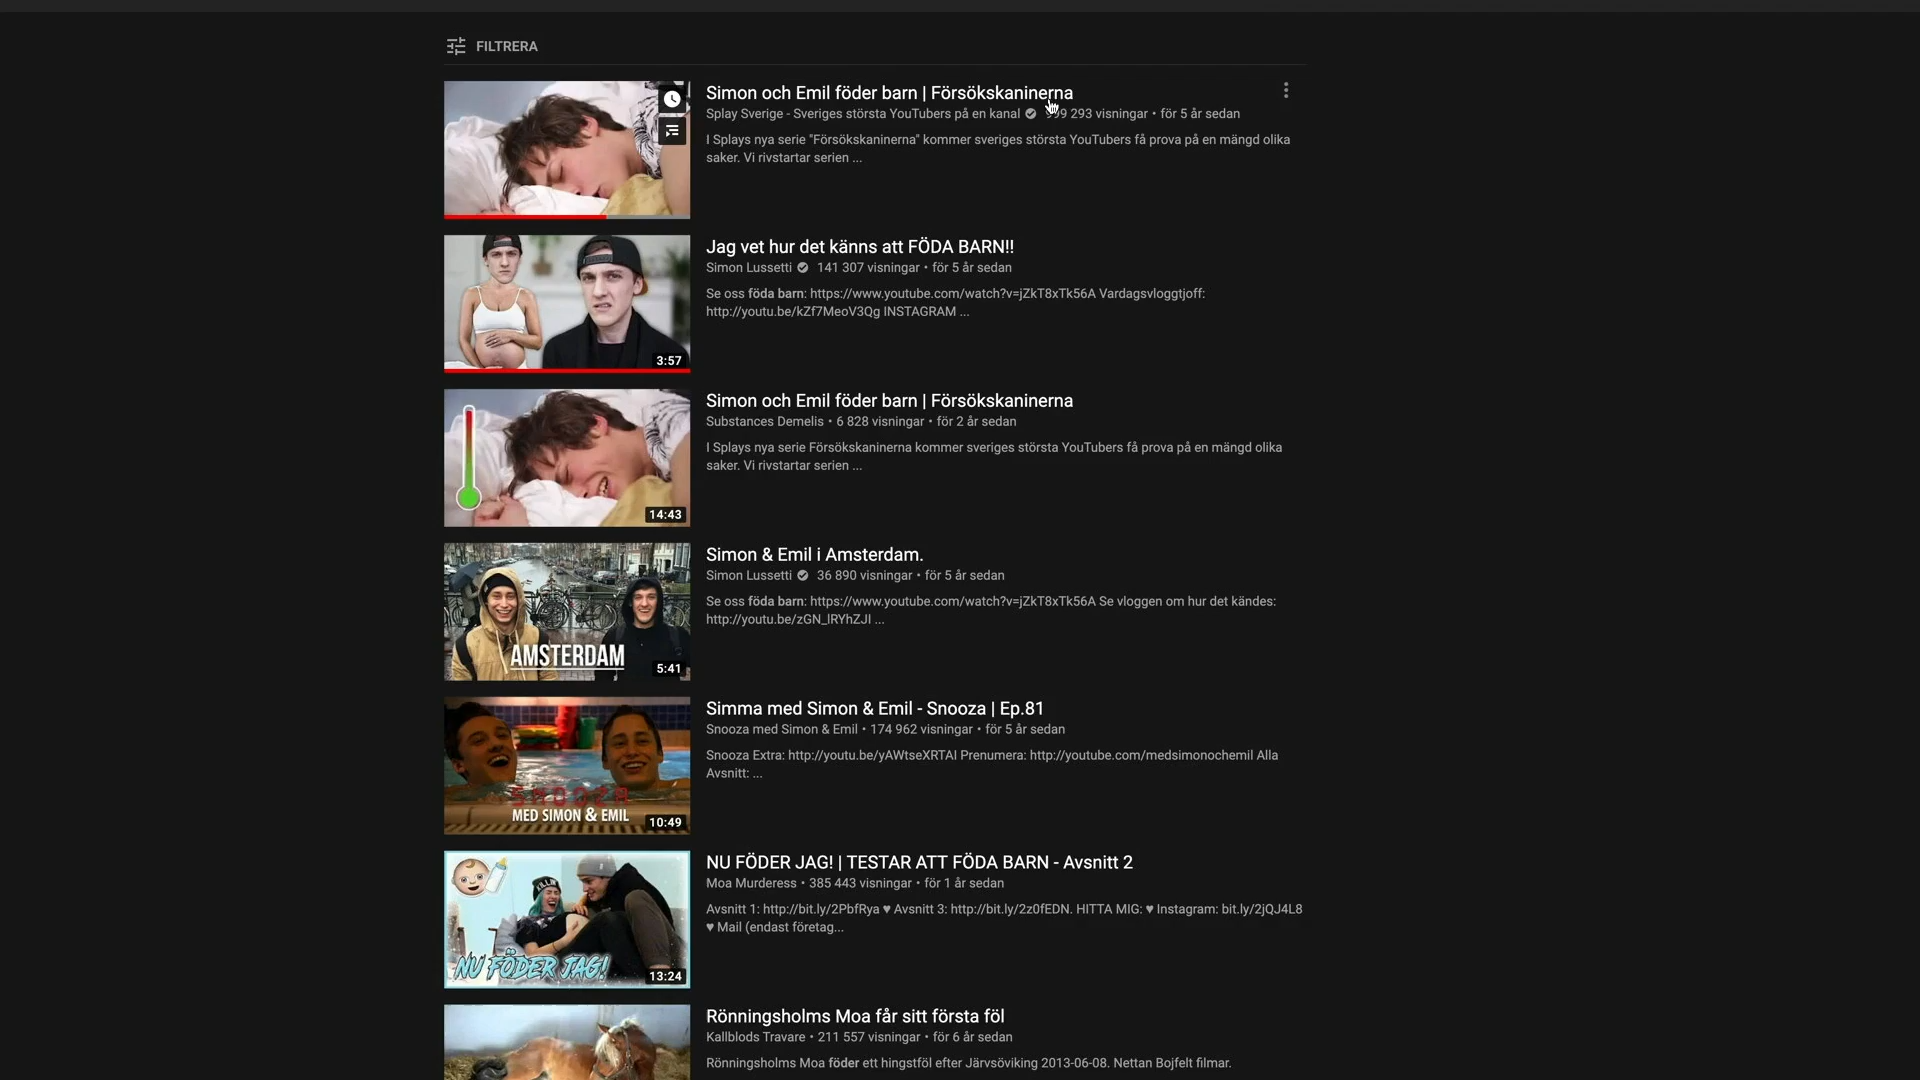 FILTRERA
Simon och Emil föder barn | Försökskaninerna
Splay Sverige - Sveriges största YouTubers på en kanal 999 293 visningar • för 5 år sedan
I Splays nya serie "Försökskaninerna" kommer sveriges största YouTubers få prova på en mängd olika
saker. Vi rivstartar serien ...
Jag vet hur det känns att FÖDA BARN!!
Simon Lussetti 141 307 visningar • för 5 år sedan
Se oss föda barn: https://www.youtube.com/watch?v=jZkT8xTk56A Vardagsvloggtjoff:
http://youtu.be/kZf7MeoV3Qg INSTAGRAM ...
3:57
Simon och Emil föder barn | Försökskaninerna
Substances Demelis • 6 828 visningar • för 2 år sedan
I Splays nya serie Försökskaninerna kommer sveriges största YouTubers få prova på en mängd olika
saker. Vi rivstartar serien ...
14:43
Simon & Emil i Amsterdam.
Simon Lussetti 36 890 visningar • för 5 år sedan
Se oss föda barn: https://www.youtube.com/watch?v=jZkT8xTk56A Se vloggen om hur det kändes:
http://youtu.be/zGN_lRYhZJI ...
AMSTERDAM
5:41
Simma med Simon & Emil - Snooza | Ep.81
Snooza med Simon & Emil • 174 962 visningar • för 5 år sedan
Snooza Extra: http://youtu.be/yAWtseXRTAI Prenumera: http://youtube.com/medsimonochemil Alla
Avsnitt: ...
SNOOZA
MED SIMON & EMIL
10:49
NU FÖDER JAG! | TESTAR ATT FÖDA BARN - Avsnitt 2
Moa Murderess • 385 443 visningar • för 1 år sedan
Avsnitt 1: http://bit.ly/2PbfRya ♥ Avsnitt 3: http://bit.ly/2z0fEDN. HITTA MIG: ♥ Instagram: bit.ly/2jQJ4L8
♥ Mail (endast företag...
NU FÖDER JAG!
13:24
Rönningsholms Moa får sitt första föl
Kallblods Travare • 211 557 visningar • för 6 år sedan
Rönningsholms Moa föder ett hingstföl efter Järvsöviking 2013-06-08. Nettan Bojfelt filmar.